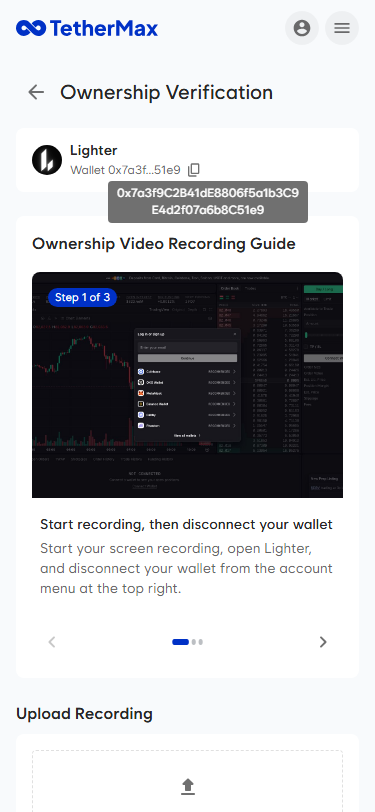 TetherMax
Ownership Verification
Lighter
Wallet 0x7a3f...51e9
0x7a3f9C2B41dE8806f5a1b3C9
E4d2f07a6b8C51e9
Ownership Video Recording Guide
Step 1 of 3
Start recording, then disconnect your wallet
Start your screen recording, open Lighter,
and disconnect your wallet from the account
menu at the top right.
Upload Recording